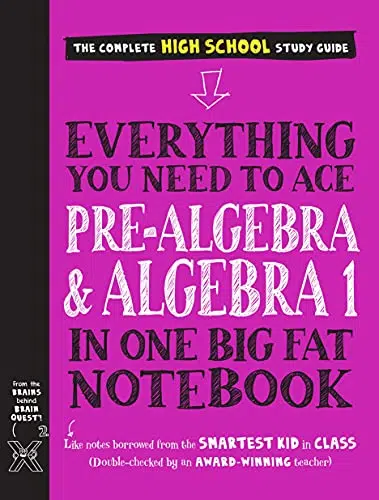 THE COMPLETE HIGH SCHOOL STUDY GUIDE
EVERYTHING
YOU NEED TO ACE
PRE-ALGEBRA
& ALGEBRA 1
IN ONE BIG FAT
NOTEBOOK
From the
BRAINS
behind
BRAIN
QUEST
Like notes borrowed from the SMARTEST KID in CLASS
(Double-checked by an AWARD-WINNING teacher)